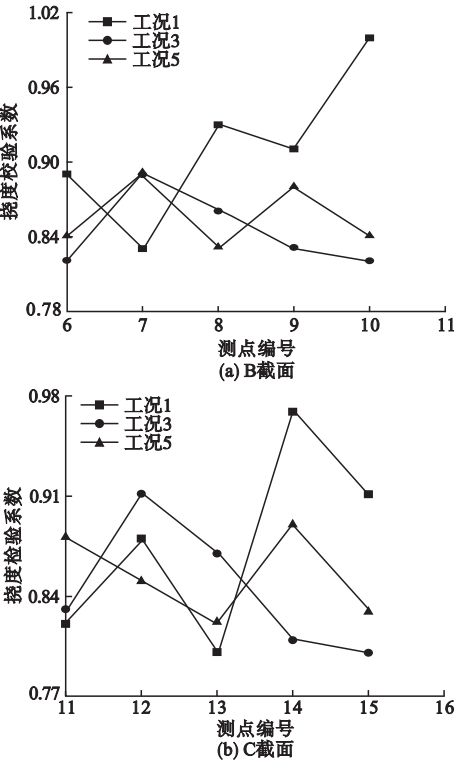 1.02
工况1
工况3
工况5
0.96
0.90
0.84
0.78
挠度校验系数
6 7 8 9 10 11
测点编号
(a) B截面
0.98
工况1
工况3
工况5
0.91
0.84
0.77
挠度检验系数
11 12 13 14 15 16
测点编号
(b) C截面